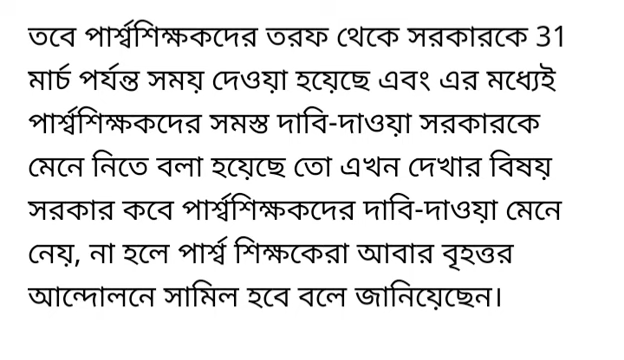 তবে পার্শ্বশিক্ষকদের তরফ থেকে সরকারকে 31
মার্চ পর্যন্ত সময় দেওয়া হয়েছে এবং এর মধ্যেই
পার্শ্বশিক্ষকদের সমস্ত দাবি-দাওয়া সরকারকে
মেনে নিতে বলা হয়েছে তো এখন দেখার বিষয়
সরকার কবে পার্শ্বশিক্ষকদের দাবি-দাওয়া মেনে
নেয়, না হলে পার্শ্ব শিক্ষকেরা আবার বৃহত্তর
আন্দোলনে সামিল হবে বলে জানিয়েছেন।